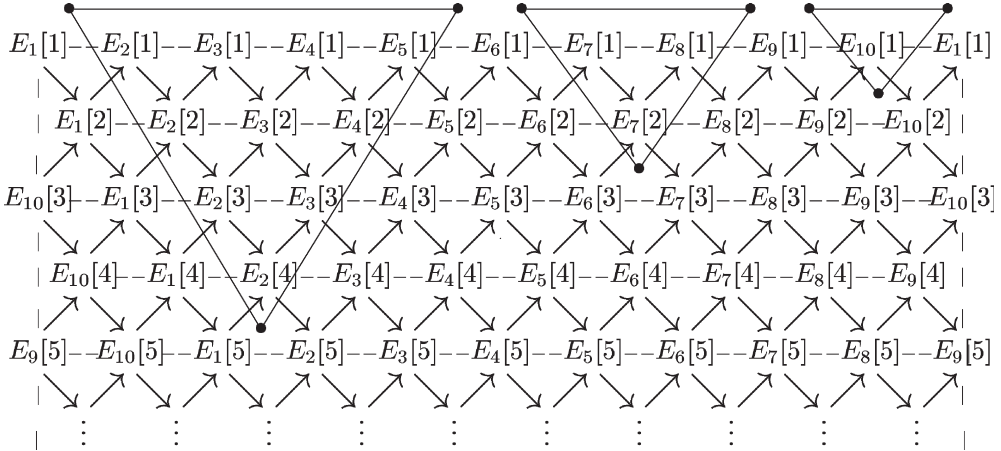 E₁[1]--E₂[1]--E₃[1]--E₄[1]--E₅[1]--E₆[1]--E₇[1]--E₈[1]--E₉[1]--E₁₀[1]--E₁[1]
E₁[2]--E₂[2]--E₃[2]--E₄[2]--E₅[2]--E₆[2]--E₇[2]--E₈[2]--E₉[2]--E₁₀[2]
E₁₀[3]--E₁[3]--E₂[3]--E₃[3]--E₄[3]--E₅[3]--E₆[3]--E₇[3]--E₈[3]--E₉[3]--E₁₀[3]
E₁₀[4]--E₁[4]--E₂[4]--E₃[4]--E₄[4]--E₅[4]--E₆[4]--E₇[4]--E₈[4]--E₉[4]
E₉[5]--E₁₀[5]--E₁[5]--E₂[5]--E₃[5]--E₄[5]--E₅[5]--E₆[5]--E₇[5]--E₈[5]--E₉[5]
⋮ ⋮ ⋮ ⋮ ⋮ ⋮ ⋮ ⋮ ⋮ ⋮